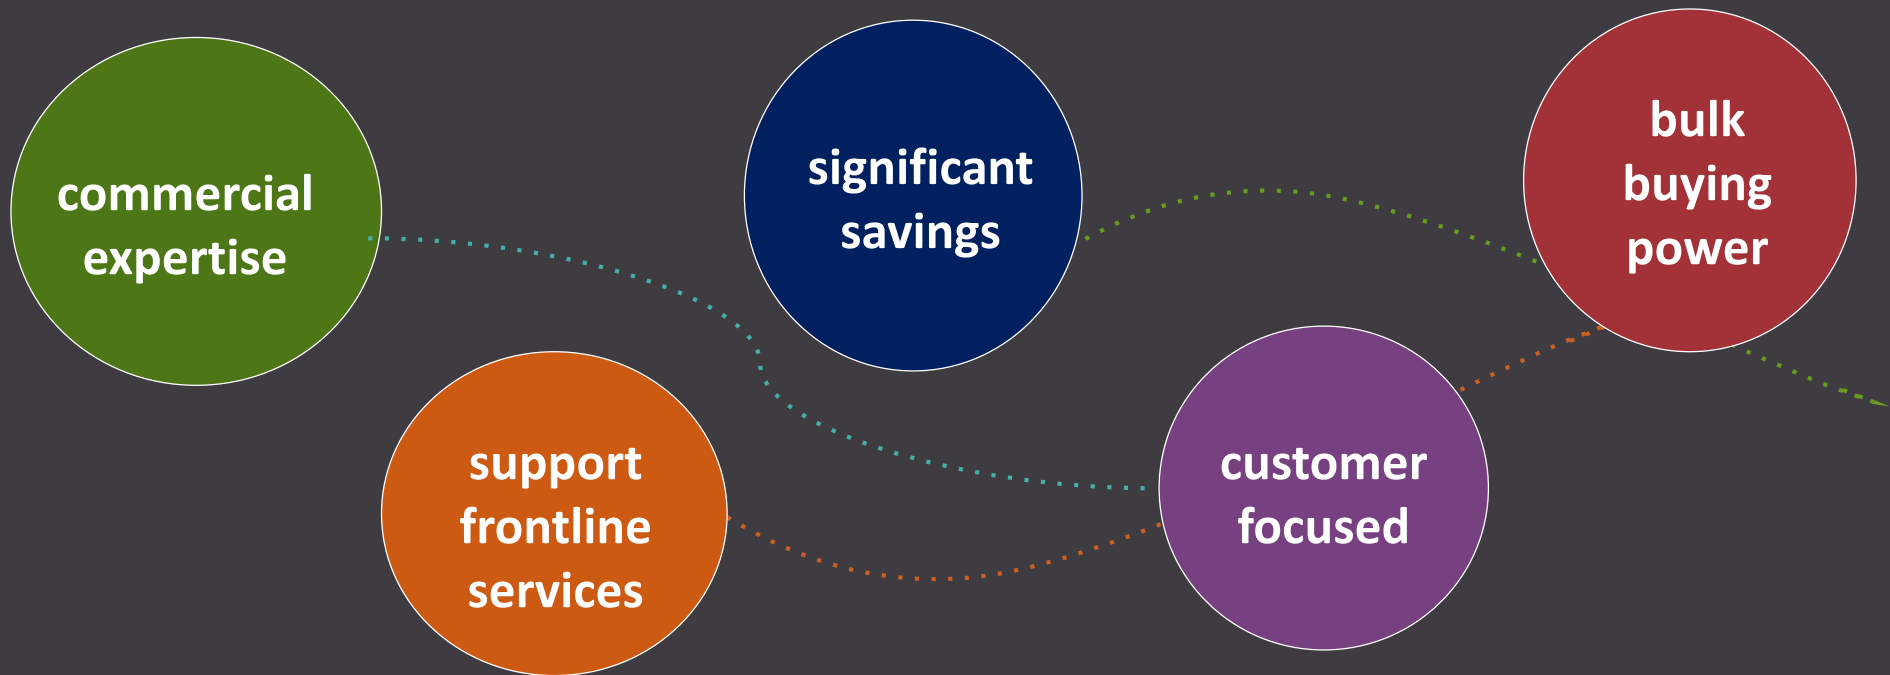 commercial
expertise
significant
savings
bulk
buying
power
support
frontline
services
customer
focused